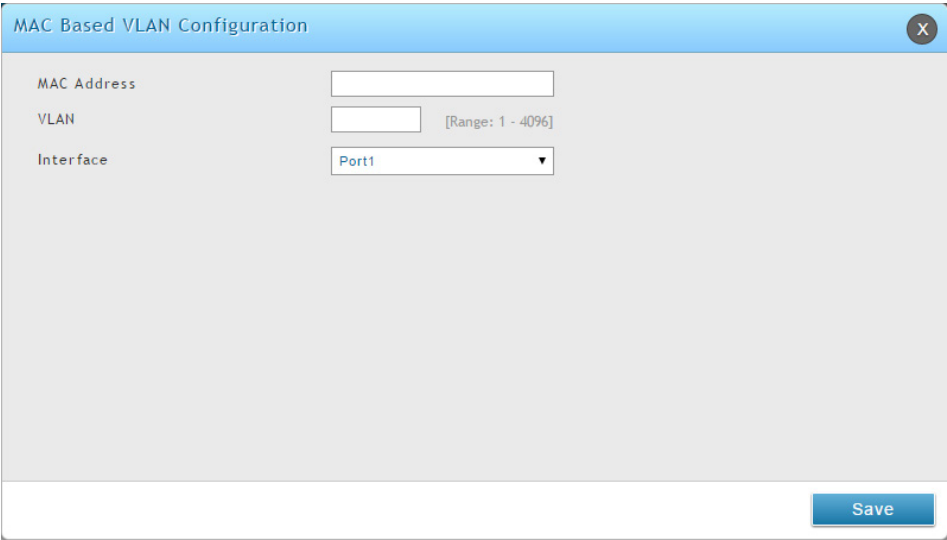 MAC Based VLAN Configuration
X
MAC Address
VLAN [Range: 1 - 4096]
Interface Port1
Save